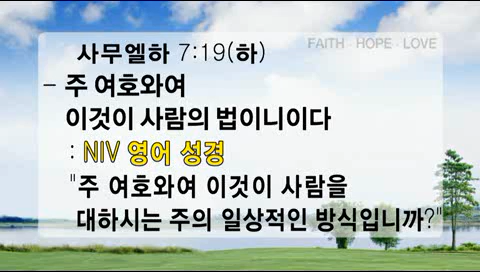 FAITH · HOPE · LOVE
사무엘하 7:19(하)
- 주 여호와여
이것이 사람의 법이니이다
: NIV 영어 성경
"주 여호와여 이것이 사람을
대하시는 주의 일상적인 방식입니까?"